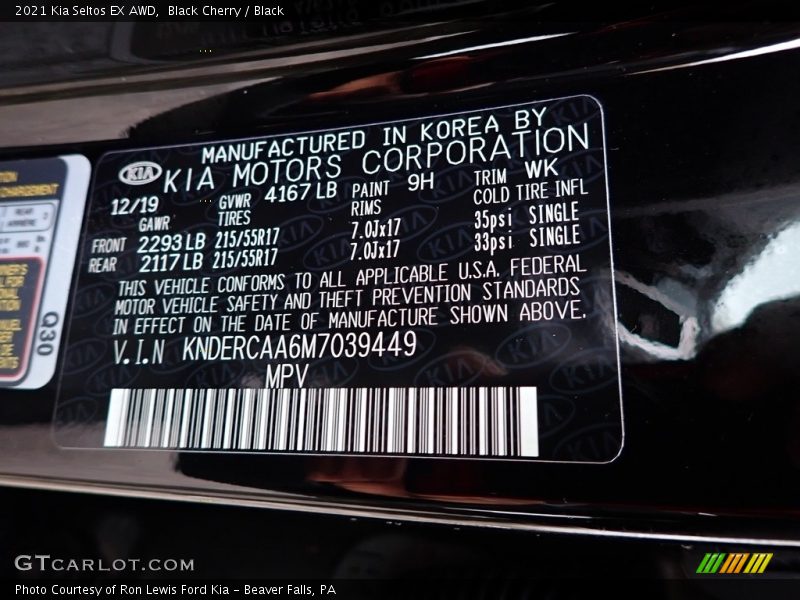 2021 Kia Seltos EX AWD,  Black Cherry / Black
MANUFACTURED IN KOREA BY
KIA KIA MOTORS CORPORATION
12/19 GVWR 4167 LB PAINT 9H TRIM WK
GAWR TIRES RIMS COLD TIRE INFL
FRONT 2293 LB 215/55R17 7.0Jx17 35psi SINGLE
REAR 2117 LB 215/55R17 7.0Jx17 33psi SINGLE
THIS VEHICLE CONFORMS TO ALL APPLICABLE U.S.A. FEDERAL
MOTOR VEHICLE SAFETY AND THEFT PREVENTION STANDARDS
IN EFFECT ON THE DATE OF MANUFACTURE SHOWN ABOVE.
V.I.N KNDERCAA6M7039449
MPV
Q30
GTCARLOT.COM
Photo Courtesy of Ron Lewis Ford Kia - Beaver Falls, PA